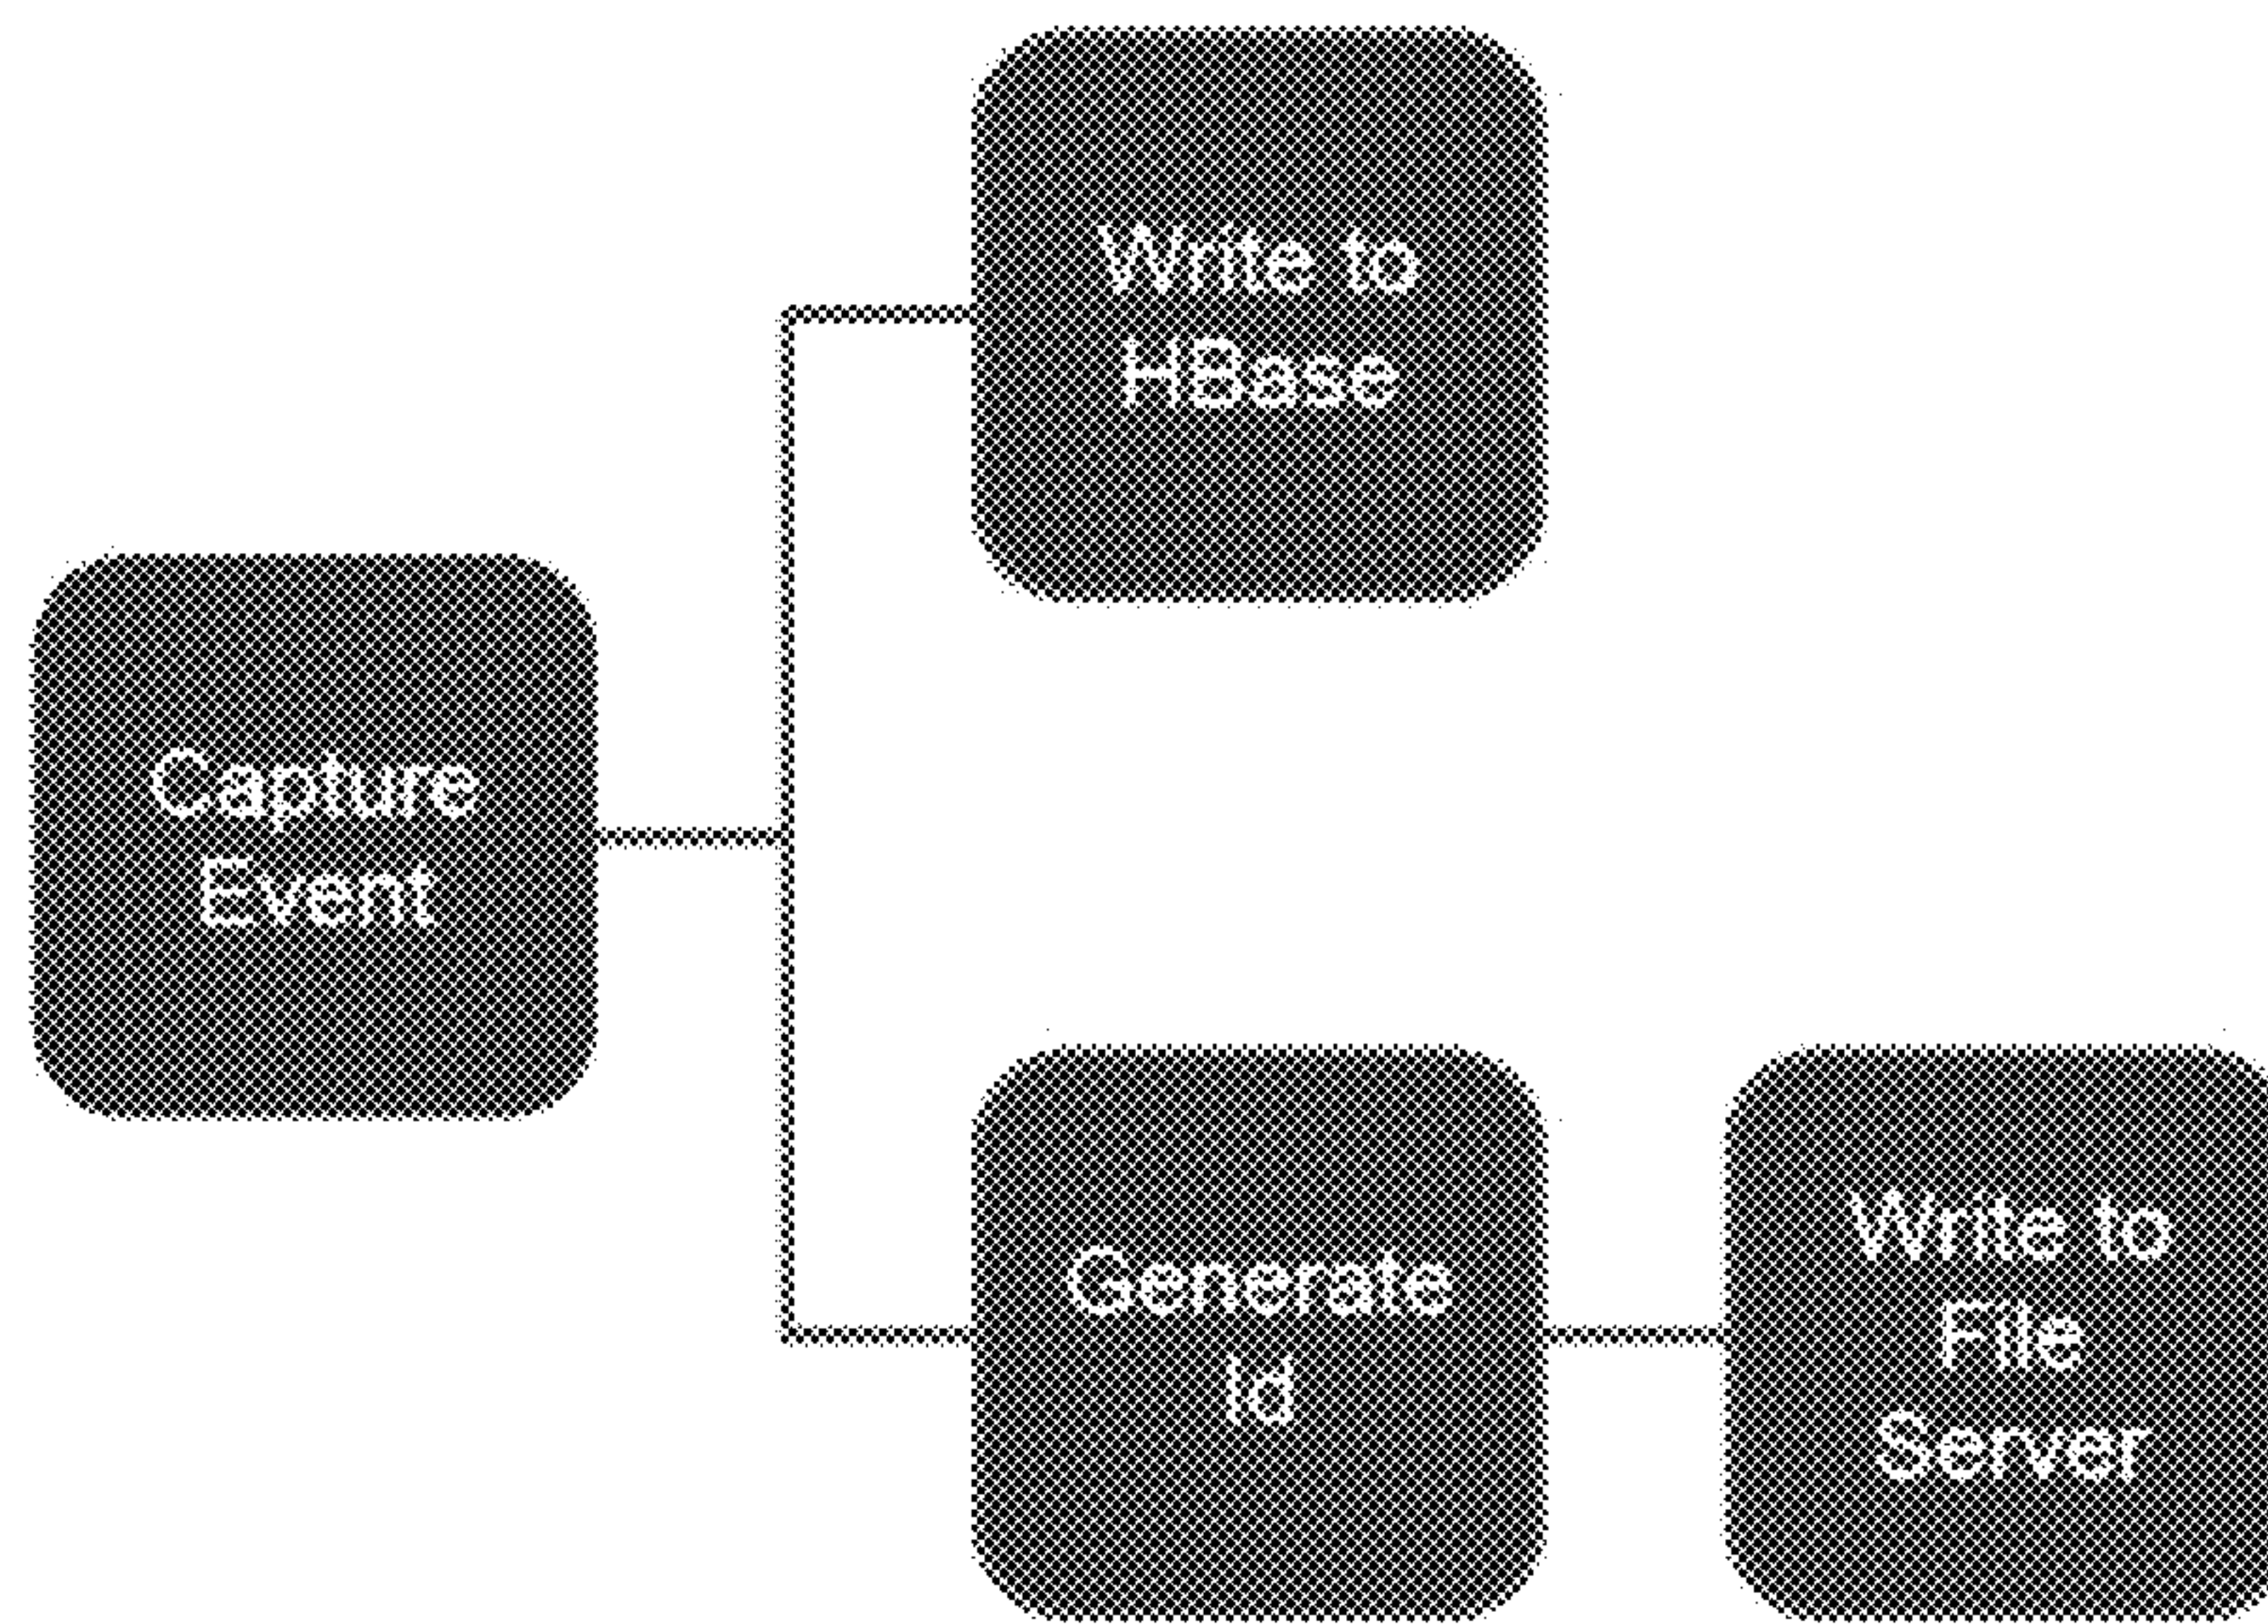 Write to
HBase
Capture
Event
Generate
Id
Write to
File
Server